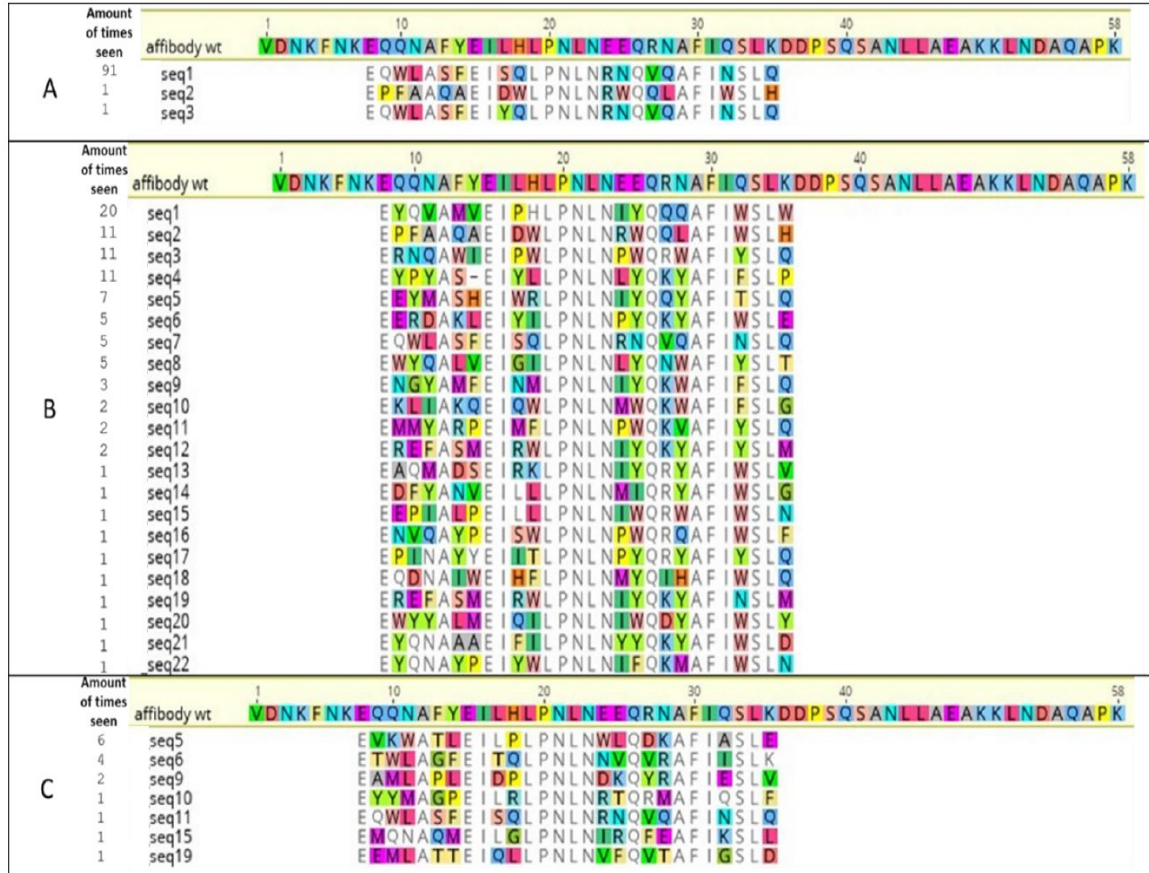 Amount
of times
seen
1 10 20 30 40 58
affibody wt VDNKFNKEQQNAFYEILHLPNLNEEQRNAFIQSLKDDPSQSANLLAEAKKLNDAQAPK
A
91 seq1 EQWLASFEISQLPNLNRNQVQAFINSLQ
1 seq2 EPFAAQAEIDWLPNLNRWQQLAFIWSLH
1 seq3 EQWLASFEIYQLPNLNRNQVQAFINSLQ
Amount
of times
seen
1 10 20 30 40 58
affibody wt VDNKFNKEQQNAFYEILHLPNLNEEQRNAFIQSLKDDPSQSANLLAEAKKLNDAQAPK
B
20 seq1 EYQVAMVEIPHLPNLNIYQQQAFIWSLW
11 seq2 EPFAAQAEIDWLPNLNRWQQLAFIWSLH
11 seq3 ERNQAWIEIPWLPNLNPWQRWAFIYSLQ
11 seq4 EYPYAS-EIYLLPNLNLYQKYAFIFSLP
7 seq5 EEYMASHEIWRLPNLNIYQQYAFITSLQ
5 seq6 EERDAKLEIYILPNLNPYQKYAFIWSLE
5 seq7 EQWLASFEISQLPNLNRNQVQAFINSLQ
5 seq8 EWYQALVEIGILPNLNLYQNWAFIYSLT
3 seq9 ENGYAMFEINMLPNLNIYQKWAFIFSLQ
2 seq10 EKLIAKQEIQWLPNLNMWQKWAFIFSLG
2 seq11 EMMYARPEIMFLPNLNPWQKVAFIYSLQ
2 seq12 EREFASMEIRWLPNLNIYQKYAFIYSLM
1 seq13 EAQMADSEIRKLPNLNIYQRYAFIWSLV
1 seq14 EDFYANVEILLLPNLNMIQRYAFIWSLG
1 seq15 EEPIALPEILLLPNLNIWQRWAFIWSLN
1 seq16 ENVQAYPEISWLPNLNPWQRQAFIWSLF
1 seq17 EPINAYYEIITLPNLNPYQRYAFIYSLQ
1 seq18 EQDNAIWEIHFLPNLNMYQIHAFIWSLQ
1 seq19 EREFASMEIRWLPNLNIYQKYAFINSLM
1 seq20 EWYYALMEIQILPNLNIWQDYAFIWSLY
1 seq21 EYQNAAAEIFILPNLNYYQKYAFIWSLD
1 seq22 EYQNAYPEIYWLPNLNIFQKMAFIWSLN
Amount
of times
seen
1 10 20 30 40 58
affibody wt VDNKFNKEQQNAFYEILHLPNLNEEQRNAFIQSLKDDPSQSANLLAEAKKLNDAQAPK
C
6 seq5 EVKWATLEILPLPNLNWLQDKAFIASLE
4 seq6 ETWLAGFEITQLPNLNNVQVRAFIISLK
2 seq9 EAMLAPLEIDPLPNLNDKQYRAFIESLV
1 seq10 EYYMAGPEILRLPNLNRTQRMAFIQSLF
1 seq11 EQWLASFEISQLPNLNRNQVQAFINSLQ
1 seq15 EMQNAQMEILGLPNLNIRQFEAFIKSLL
1 seq19 EEMLATTEIQLLPNLNVFQVTAFIGSLD